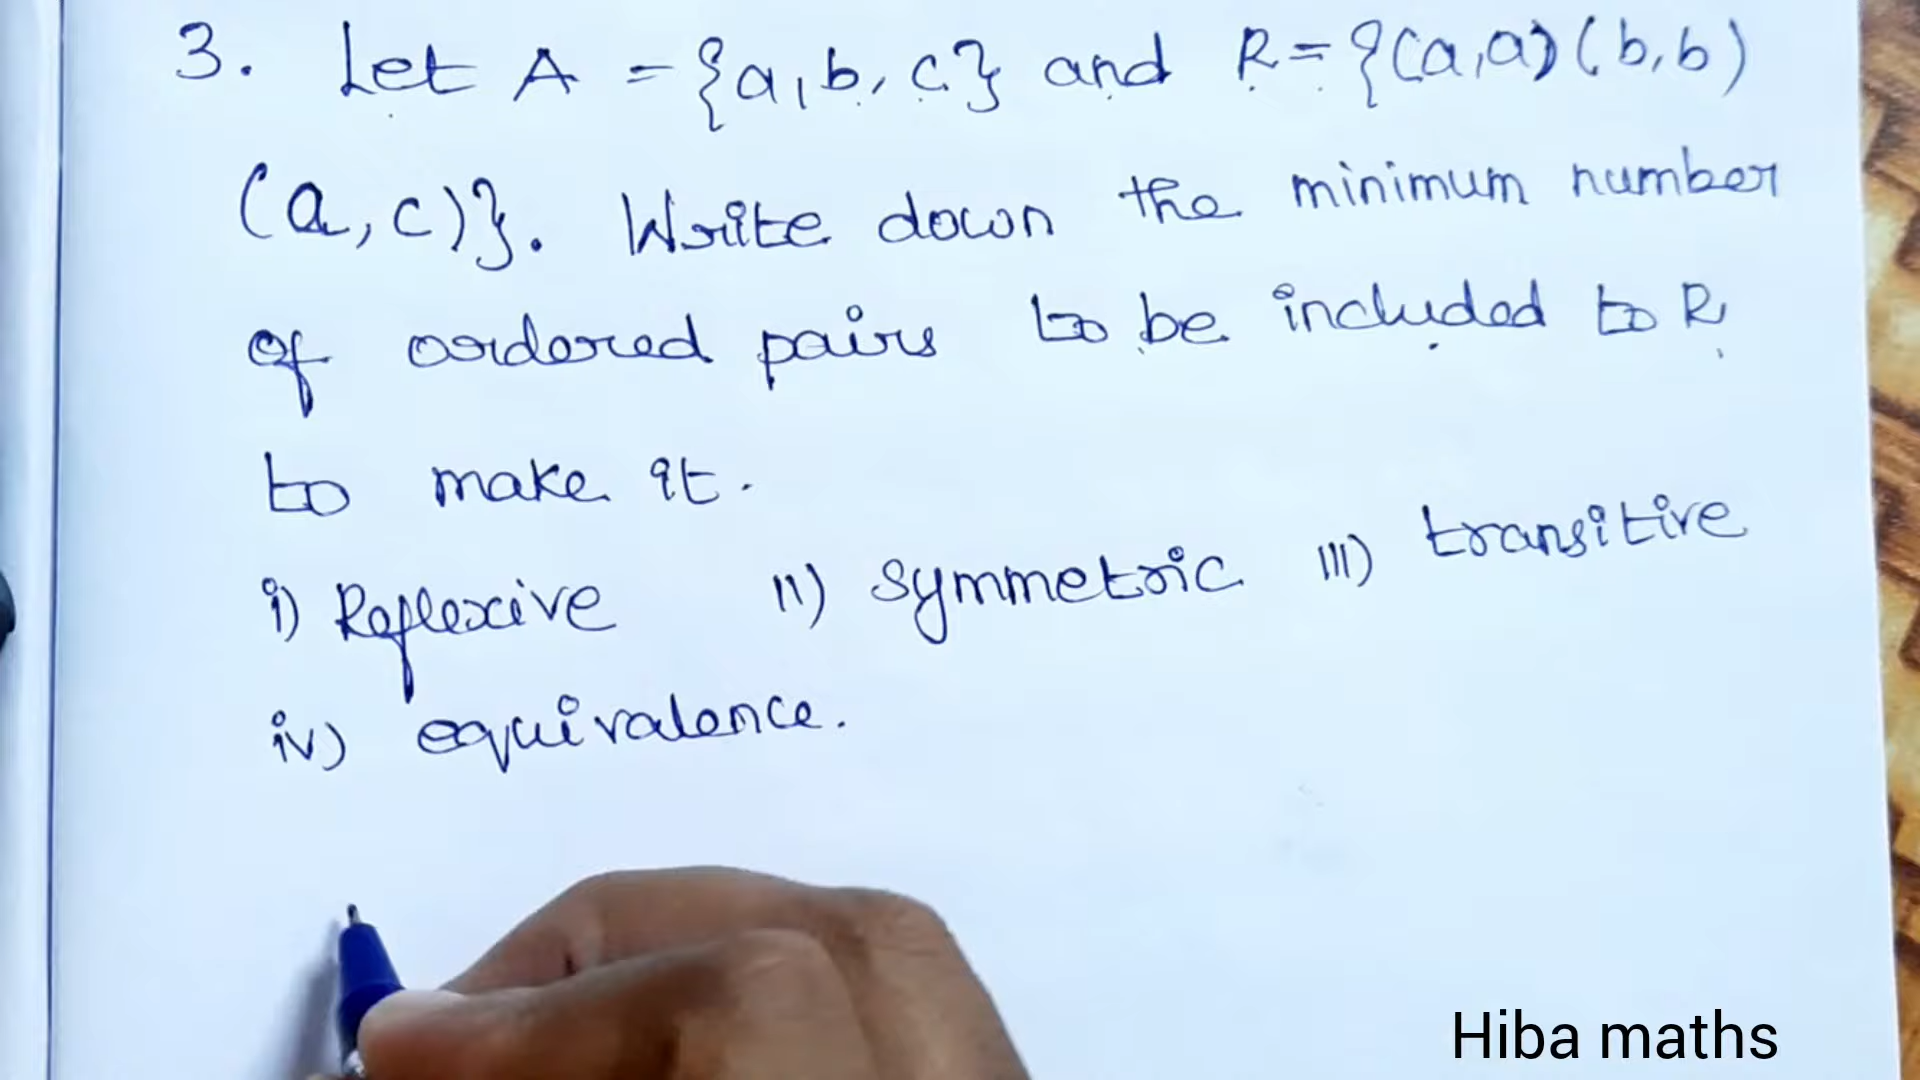 3. Let A = {a, b, c} and R = {(a,a) (b,b)
(a, c)}. Write down the minimum number
of ordered pairs to be included to R
to make it.
i) Reflexive ii) symmetric iii) transitive
iv) equivalence.
Hiba maths